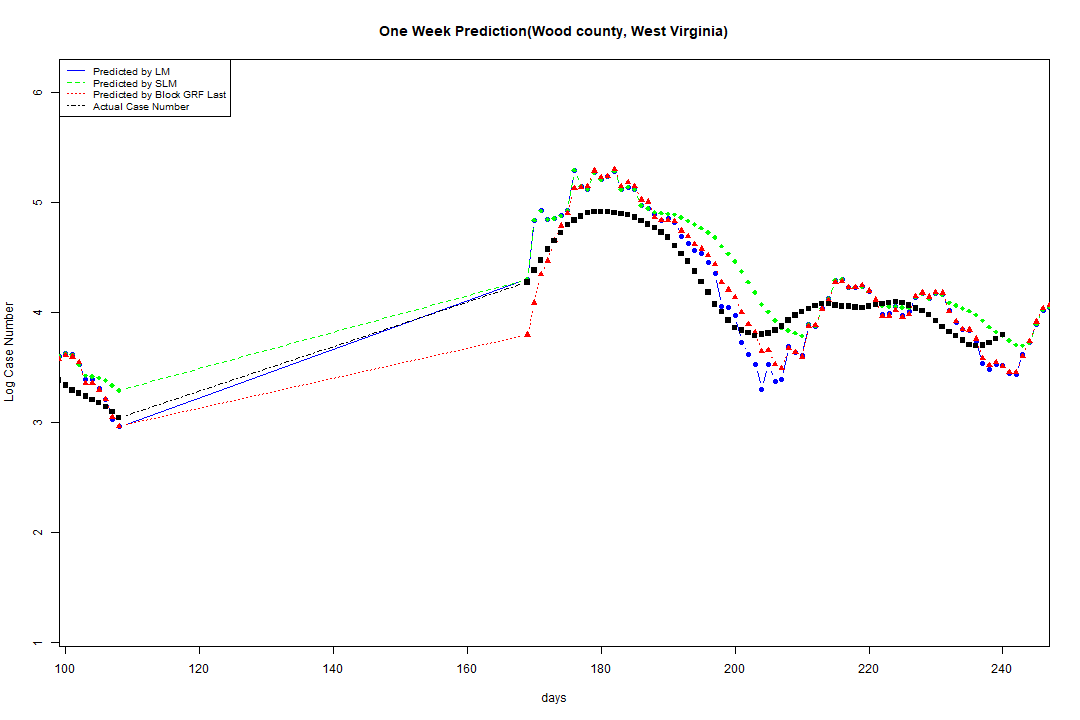 One Week Prediction(Wood county, West Virginia)
Predicted by LM
Predicted by SLM
Predicted by Block GRF Last
Actual Case Number
Log Case Number
6
5
4
3
2
1
100 120 140 160 180 200 220 240
days